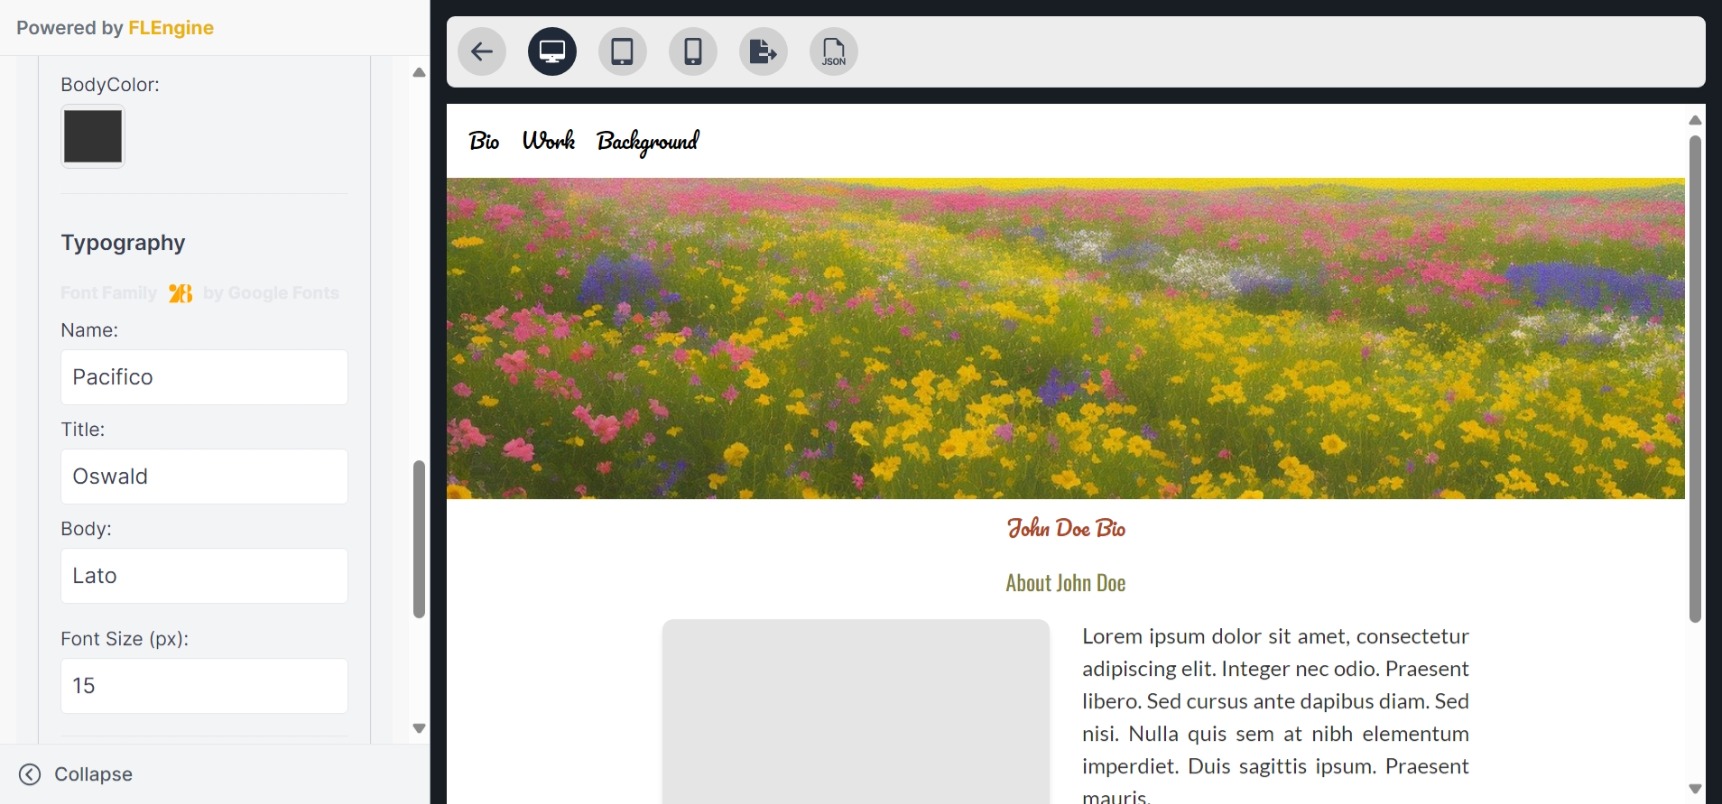 Powered by FLEngine
BodyColor:
Typography
Font Family by Google Fonts
Name:
Pacifico
Title:
Oswald
Body:
Lato
Font Size (px):
15
Collapse
JSON
Bio Work Background
John Doe Bio
About John Doe
Lorem ipsum dolor sit amet, consectetur
adipiscing elit. Integer nec odio. Praesent
libero. Sed cursus ante dapibus diam. Sed
nisi. Nulla quis sem at nibh elementum
imperdiet. Duis sagittis ipsum. Praesent
mauris.